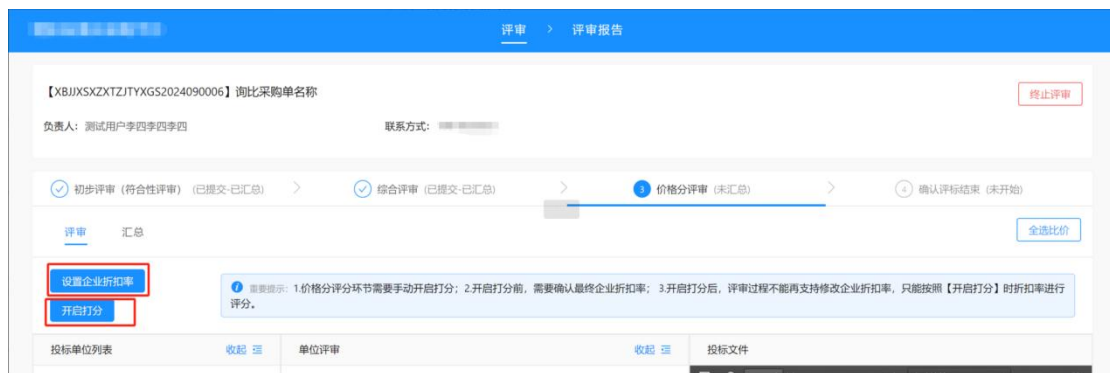 评审 > 评审报告
【XBJJXSXZXTZJTYXGS2024090006】询比采购单名称
终止评审
负责人：测试用户李四李四李四 联系方式：
初步评审（符合性评审）（已提交-已汇总） > 综合评审（已提交-已汇总） > 3 价格分评审（未汇总） > 4 确认评标结束（未开始）
评审 汇总 全选比价
设置企业折扣率
重要提示：1.价格分评分环节需要手动开启打分；2.开启打分前，需要确认最终企业折扣率； 3.开启打分后，评审过程不能再支持修改企业折扣率，只能按照【开启打分】时折扣率进行
评分。
开启打分
投标单位列表 收起 单位评审 收起 投标文件